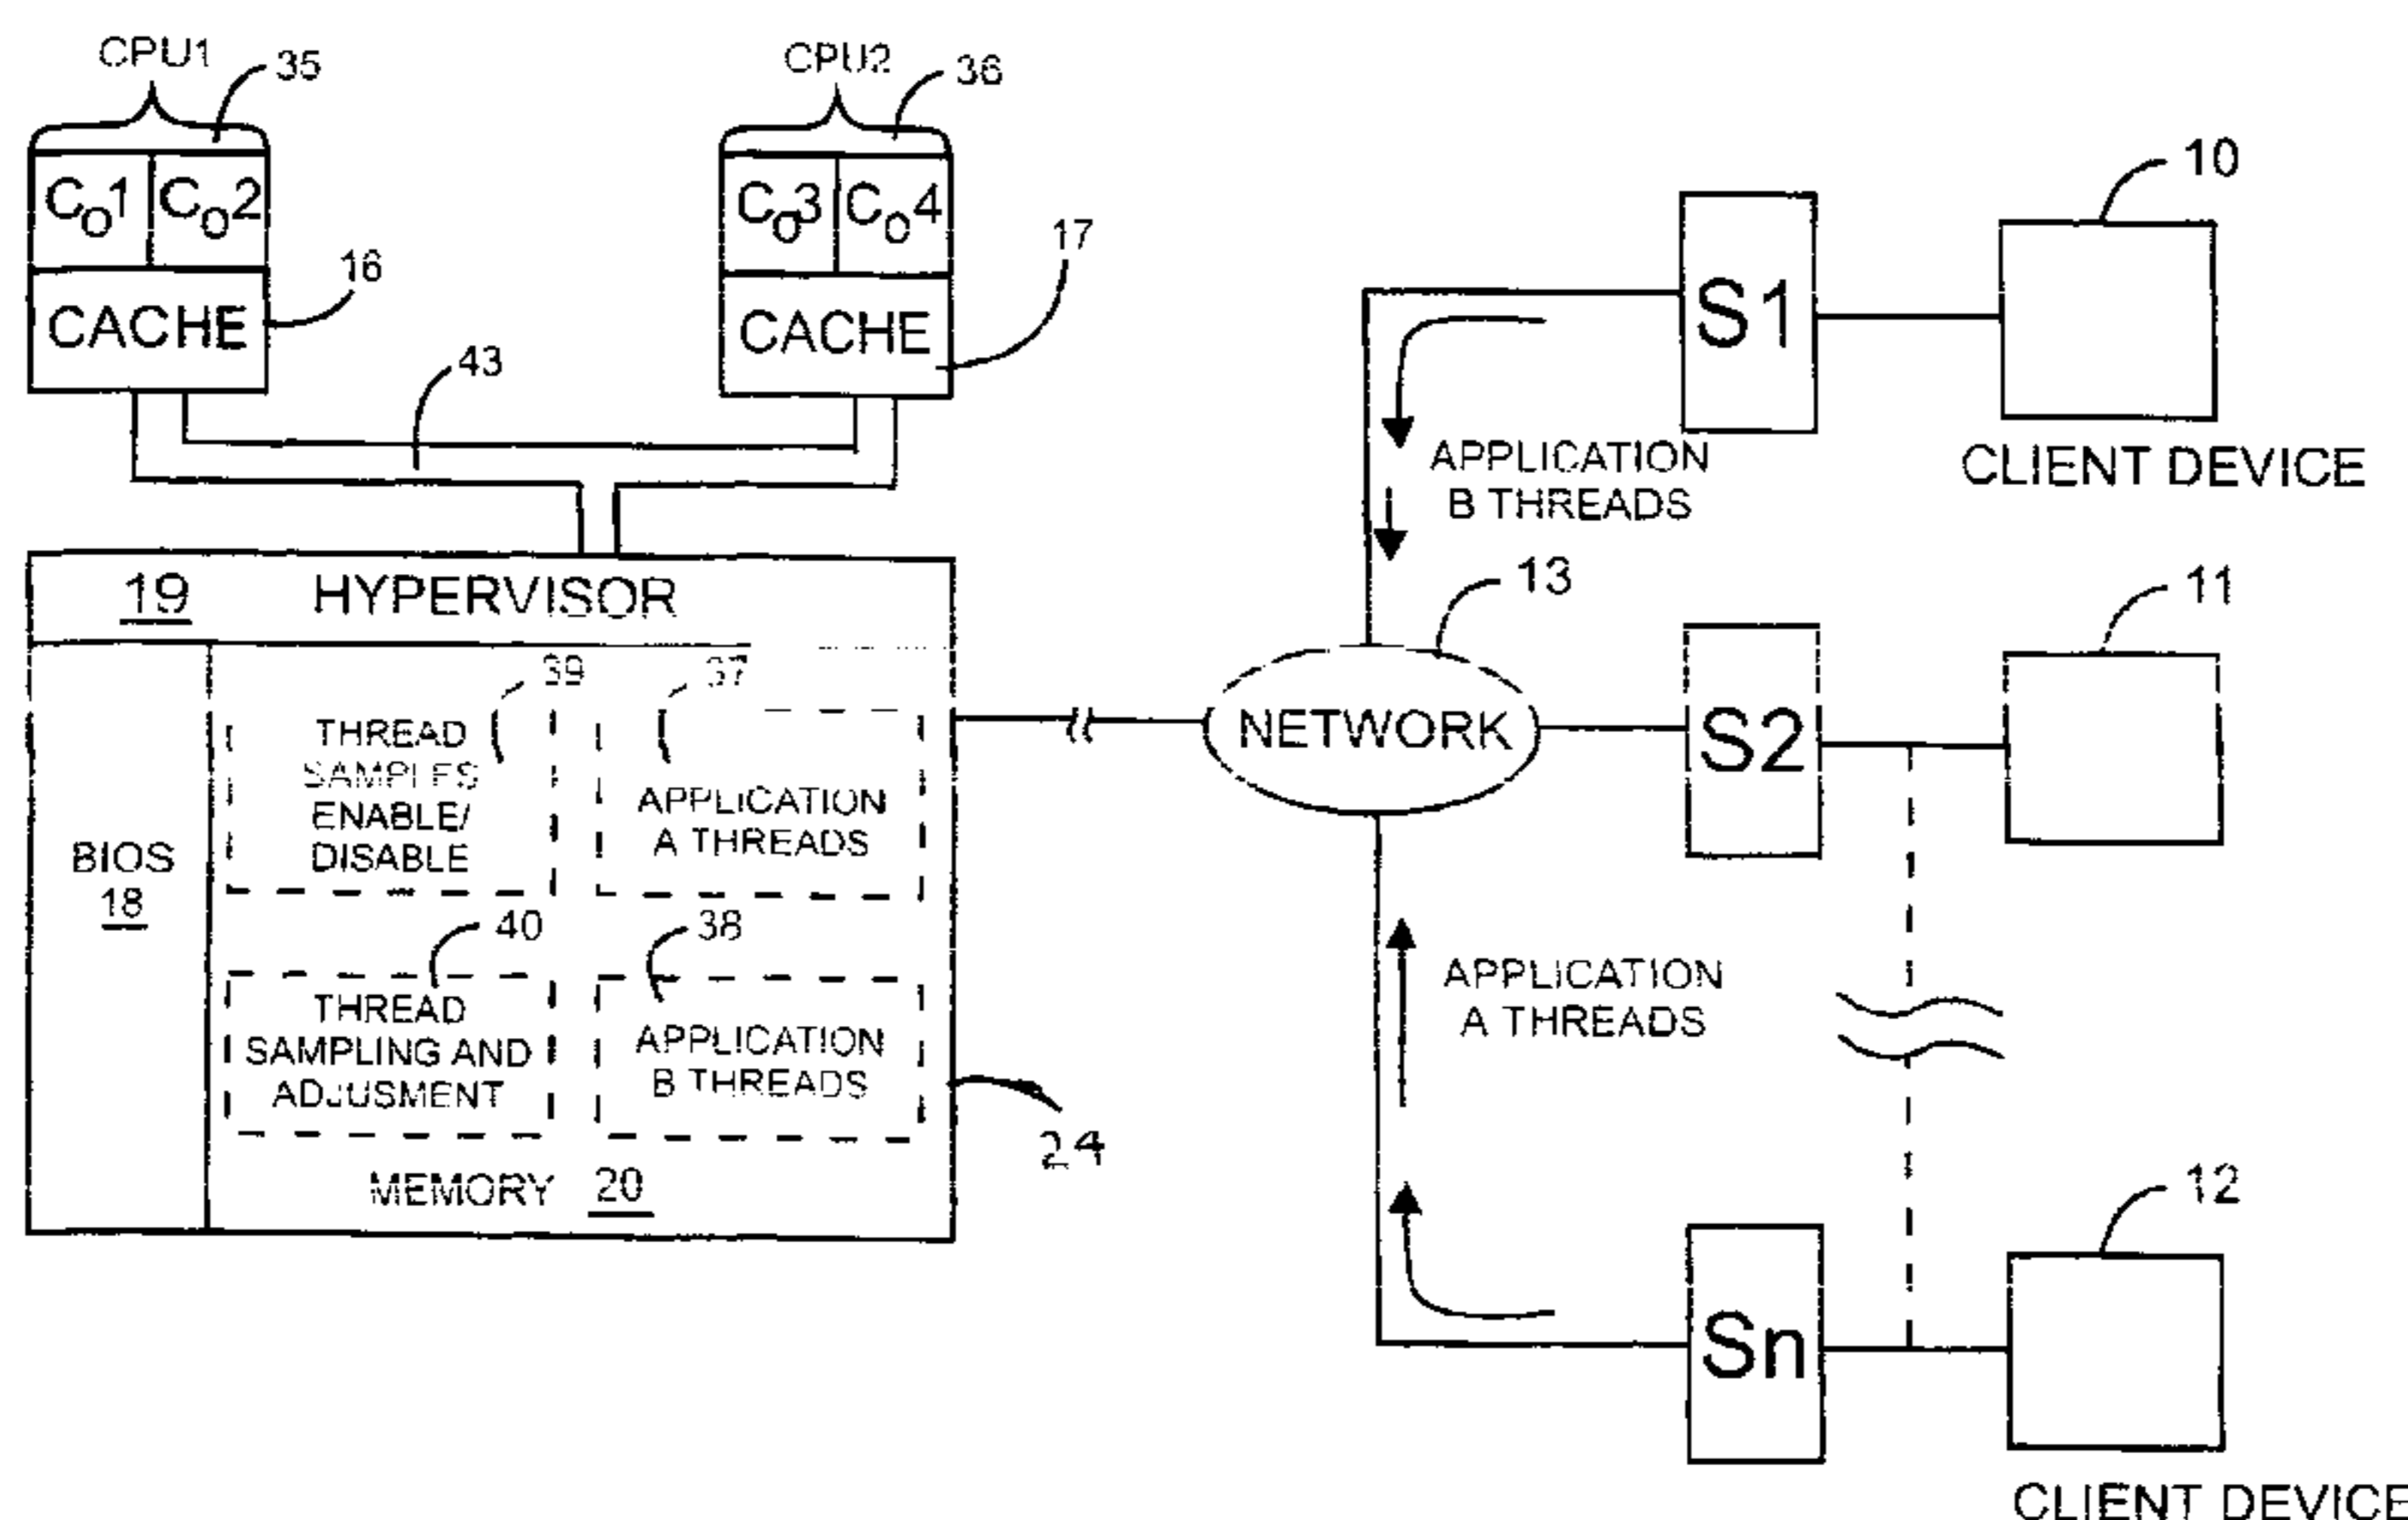 CPU1
35
CPU2
36
Co1
Co2
Co3
Co4
16
17
CACHE
CACHE
43
10
S1
CLIENT DEVICE
APPLICATION
B THREADS
19
HYPERVISOR
13
11
39
37
THREAD
SAMPLES
ENABLE/
DISABLE
APPLICATION
A THREADS
NETWORK
S2
BIOS
18
40
38
THREAD
SAMPLING AND
ADJUSMENT
APPLICATION
B THREADS
APPLICATION
A THREADS
24
MEMORY 20
12
Sn
CLIENT DEVICE